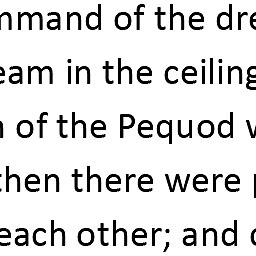 mmand of the dre
eam in the ceiling
n of the Pequod
then there were
each other; and